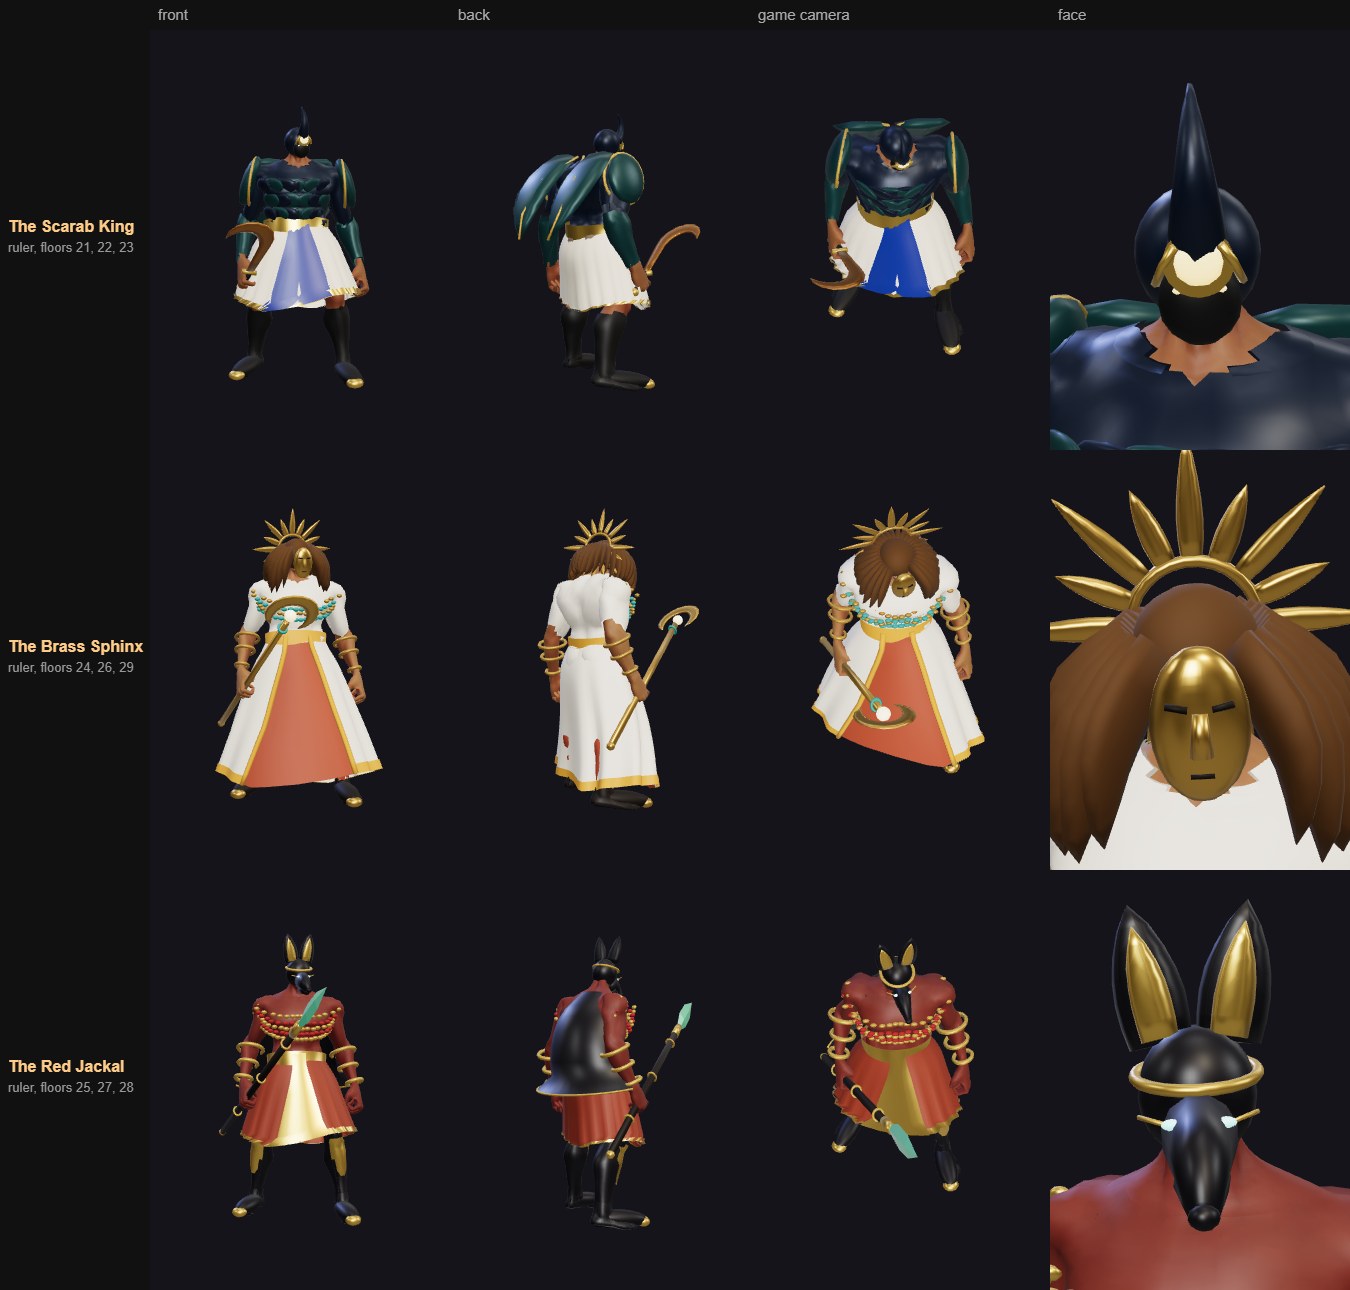 front back game camera face
The Scarab King
ruler, floors 21, 22, 23
The Brass Sphinx
ruler, floors 24, 26, 29
The Red Jackal
ruler, floors 25, 27, 28